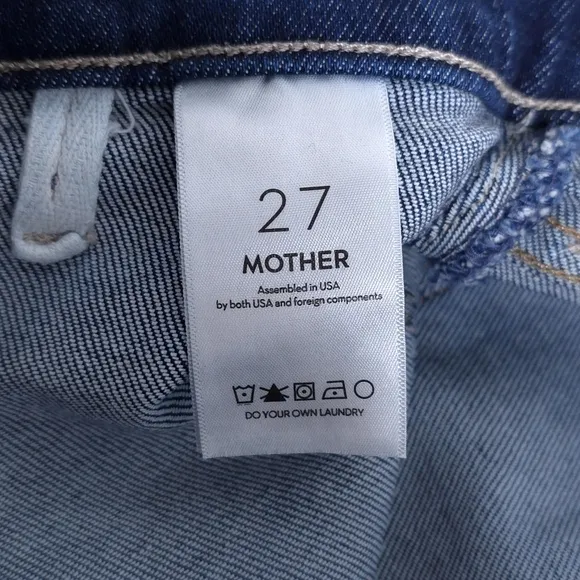 27
MOTHER
Assembled in USA
by both USA and foreign components
DO YOUR OWN LAUNDRY